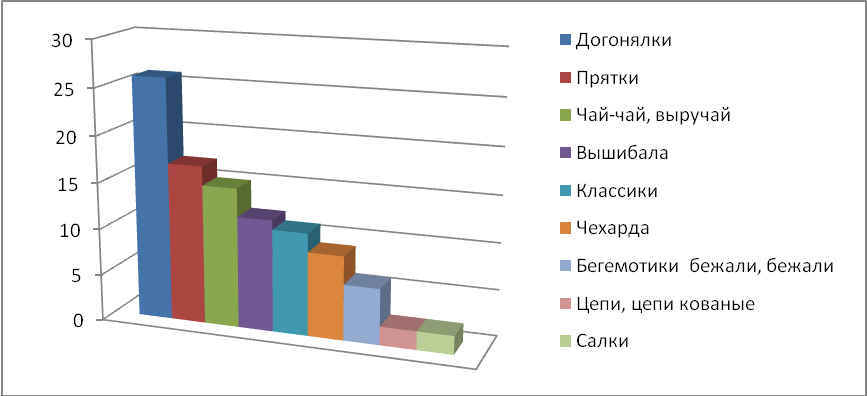 30
25
20
15
10
5
0
Догонялки
Прятки
Чай-чай, выручай
Вышибала
Классики
Чехарда
Бегемотики  бежали, бежали
Цепи, цепи кованые
Салки